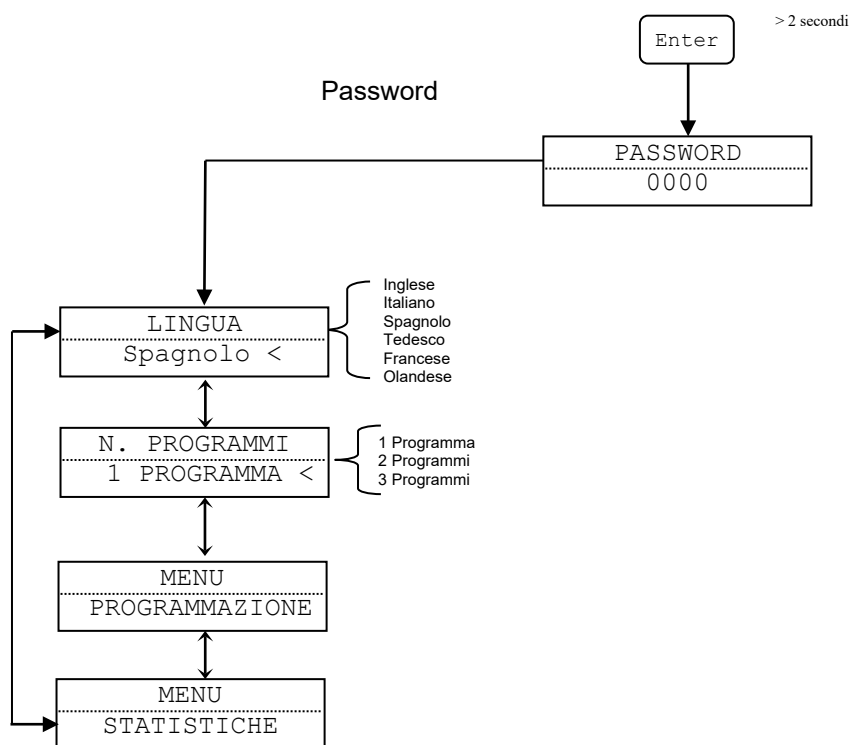 > 2 secondi
Enter
Password
PASSWORD
0000
LINGUA
Spagnolo <
Inglese
Italiano
Spagnolo
Tedesco
Francese
Olandese
N. PROGRAMMI
1 PROGRAMMA <
1 Programma
2 Programmi
3 Programmi
MENU
PROGRAMMAZIONE
MENU
STATISTICHE